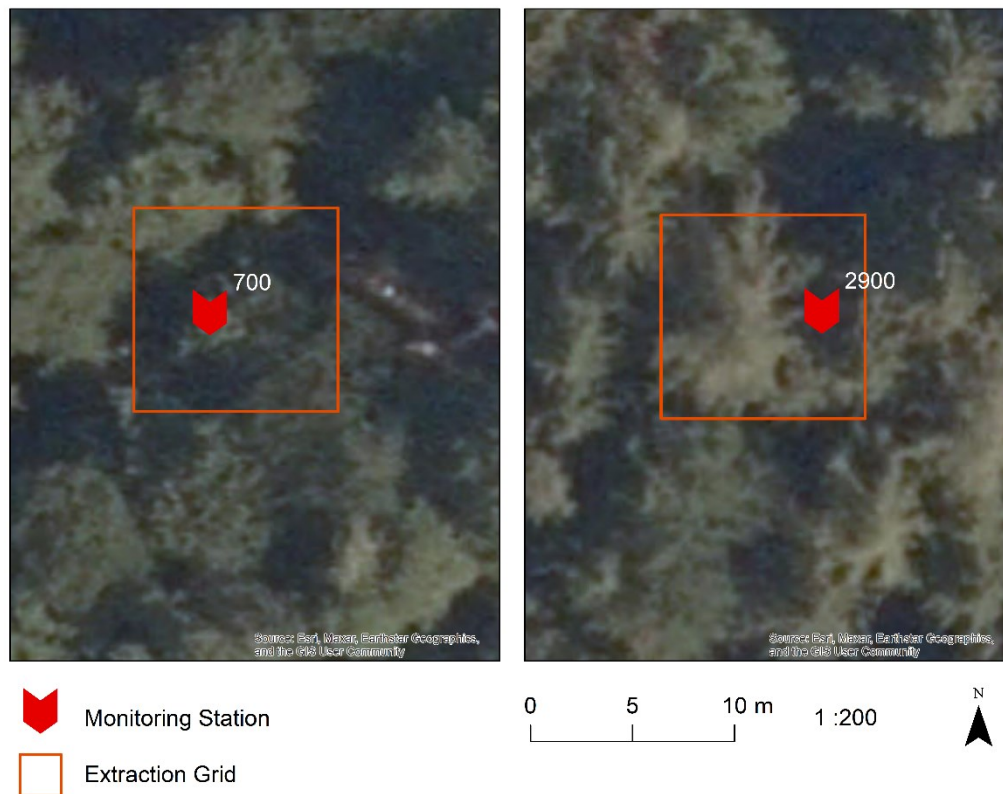 700
2900
Source: Esri, Maxar, Earthstar Geographics,
and the GIS User Community
Source: Esri, Maxar, Earthstar Geographics,
and the GIS User Community
Monitoring Station
Extraction Grid
0 5 10 m
1 :200
N